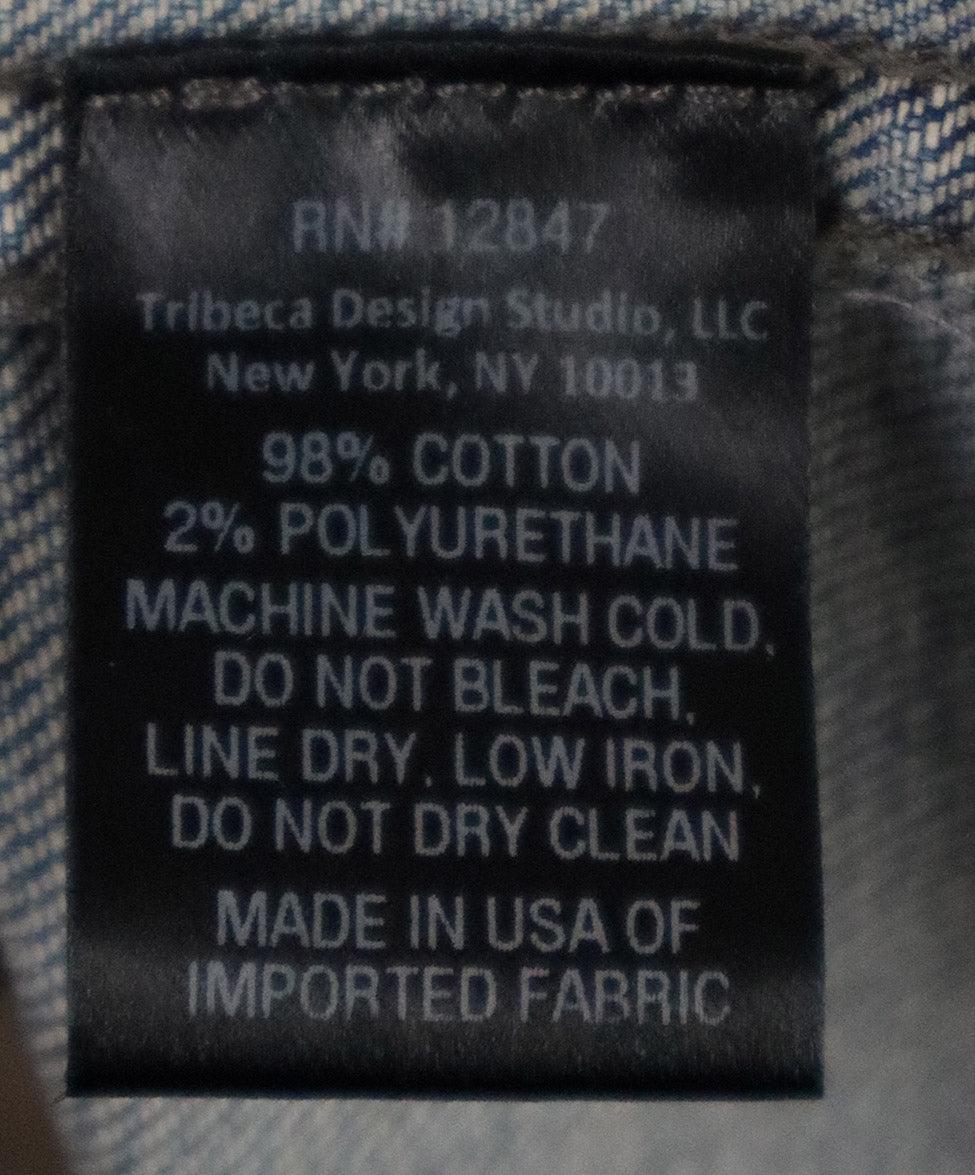 RN# 12847
Tribeca Design Studio, LLC
New York, NY 10013
98% COTTON
2% POLYURETHANE
MACHINE WASH COLD,
DO NOT BLEACH,
LINE DRY, LOW IRON,
DO NOT DRY CLEAN
MADE IN USA OF
IMPORTED FABRIC